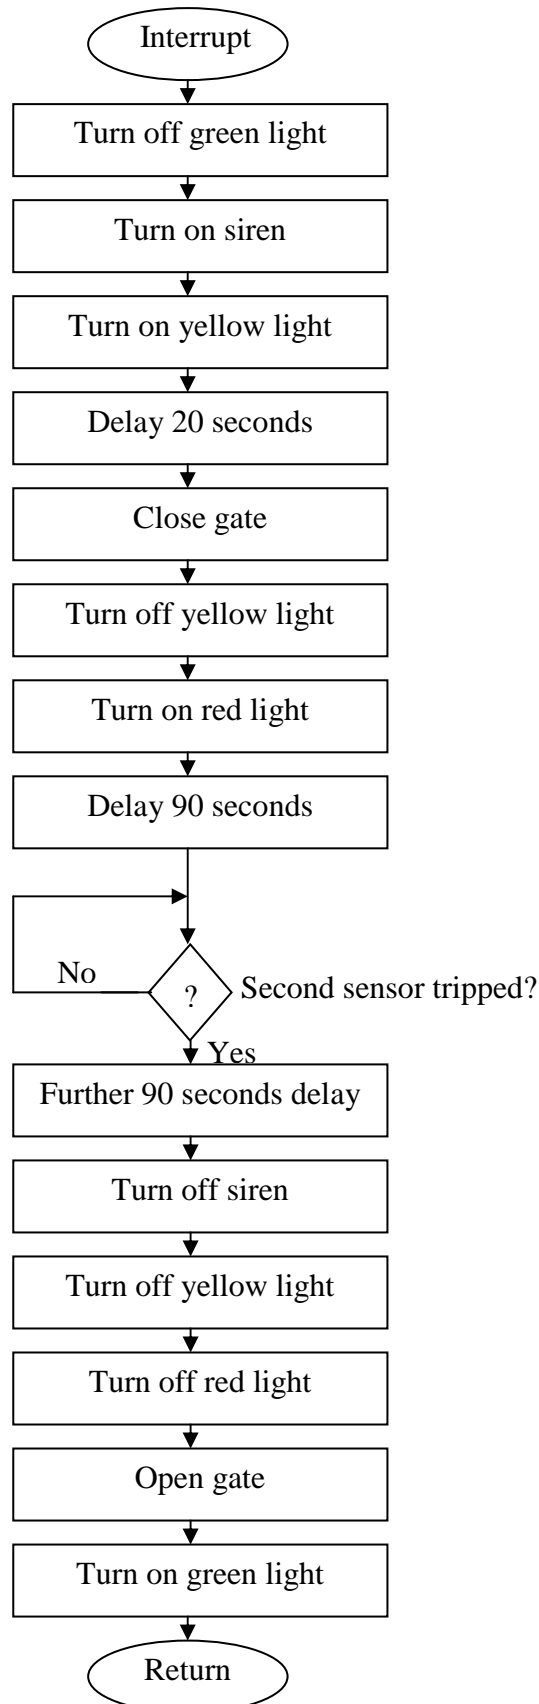 Interrupt
Turn off green light
Turn on siren
Turn on yellow light
Delay 20 seconds
Close gate
Turn off yellow light
Turn on red light
Delay 90 seconds
No
?
Second sensor tripped?
Yes
Further 90 seconds delay
Turn off siren
Turn off yellow light
Turn off red light
Open gate
Turn on green light
Return